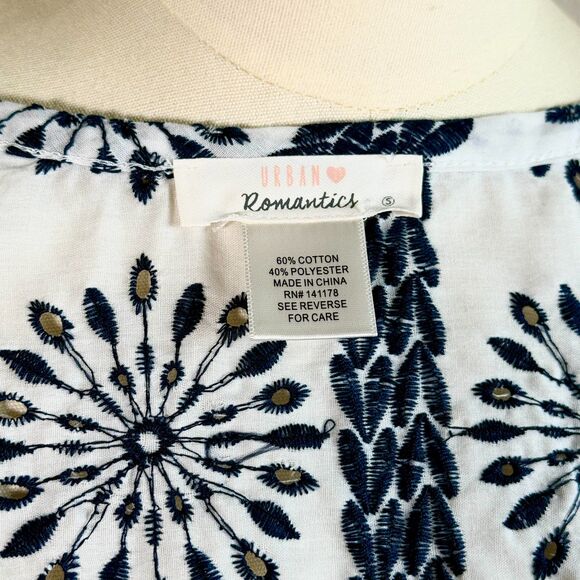 URBAN
Romantics Ⓢ
60% COTTON
40% POLYESTER
MADE IN CHINA
RN# 141178
SEE REVERSE
FOR CARE